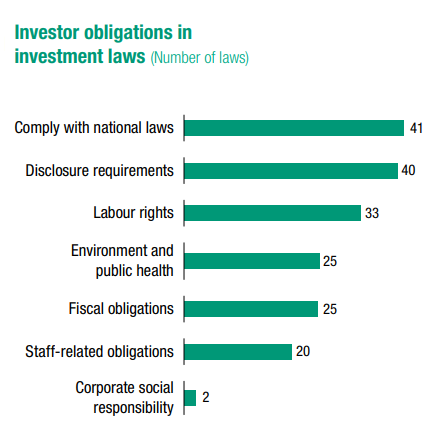 Investor obligations in
investment laws (Number of laws)
Comply with national laws 41
Disclosure requirements 40
Labour rights 33
Environment and
public health 25
Fiscal obligations 25
Staff-related obligations 20
Corporate social
responsibility 2